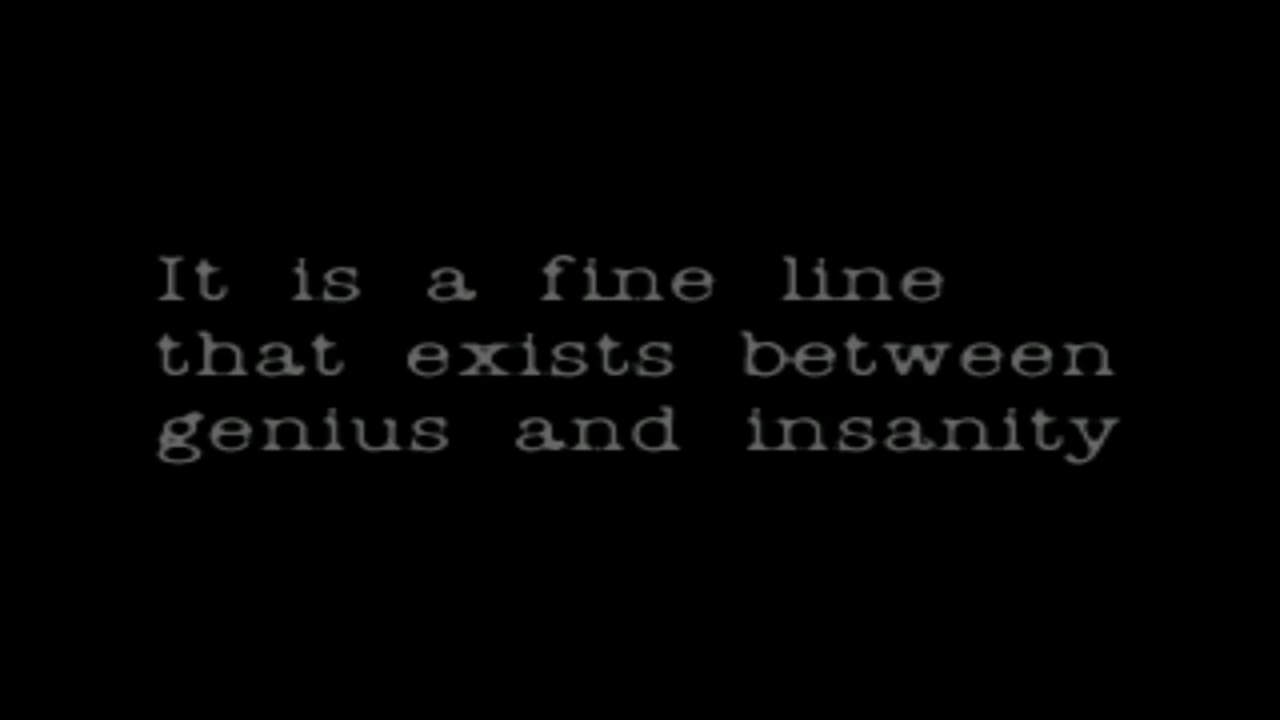 It is a fine line
that exists between
genius and insanity